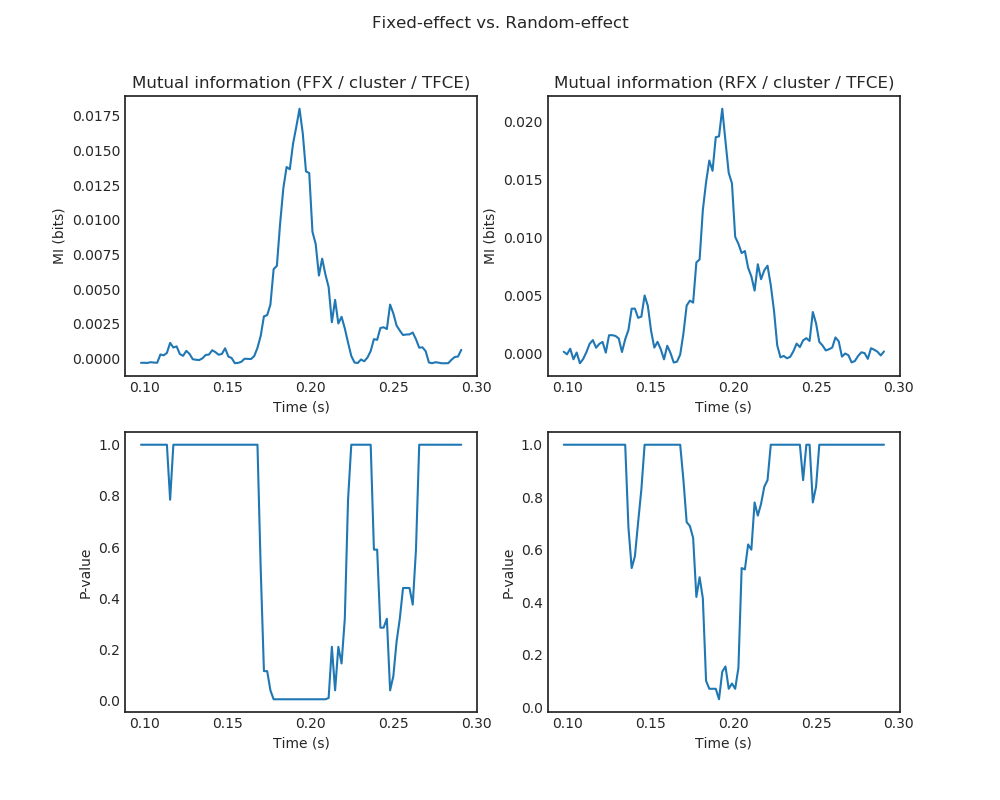 Fixed-effect vs. Random-effect
Mutual information (FFX / cluster / TFCE)
MI (bits)
0.0175
0.0150
0.0125
0.0100
0.0075
0.0050
0.0025
0.0000
0.10 0.15 0.20 0.25 0.30
Time (s)
Mutual information (RFX / cluster / TFCE)
MI (bits)
0.020
0.015
0.010
0.005
0.000
0.10 0.15 0.20 0.25 0.30
Time (s)
P-value
1.0
0.8
0.6
0.4
0.2
0.0
0.10 0.15 0.20 0.25 0.30
Time (s)
P-value
1.0
0.8
0.6
0.4
0.2
0.0
0.10 0.15 0.20 0.25 0.30
Time (s)